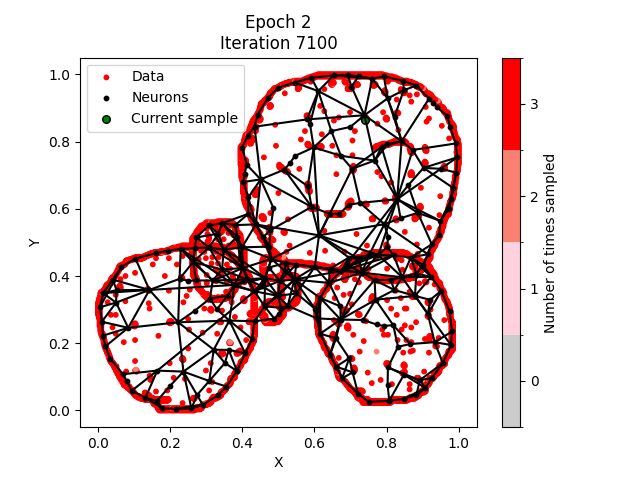 Epoch 2
Iteration 7100
Data
Neurons
Current sample
1.0
0.8
0.6
0.4
0.2
0.0
Y
0.0 0.2 0.4 0.6 0.8 1.0
X
3
2
1
0
Number of times sampled